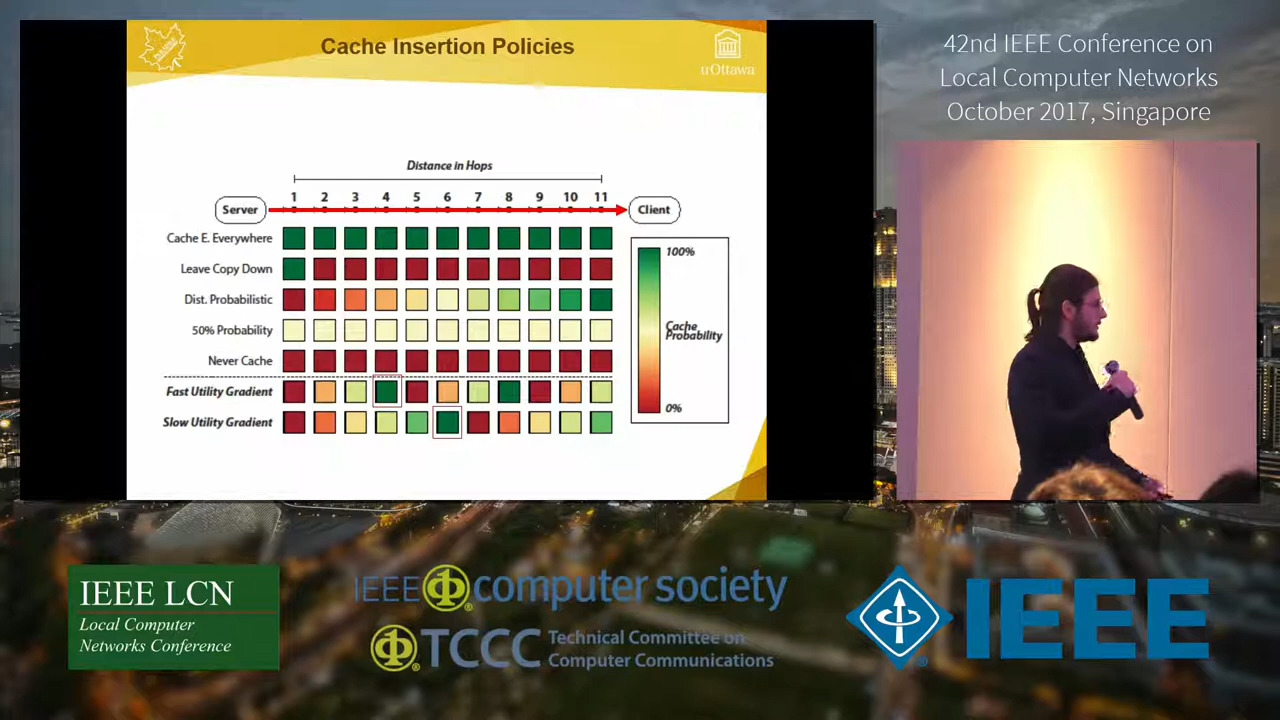 Cache Insertion Policies
uOttawa
Distance in Hops
1 2 3 4 5 6 7 8 9 10 11
Server
Client
Cache E. Everywhere
Leave Copy Down
Dist. Probabilistic
50% Probability
Never Cache
Fast Utility Gradient
Slow Utility Gradient
100%
Cache
Probability
0%
42nd IEEE Conference on
Local Computer Networks
October 2017, Singapore
IEEE LCN
Local Computer
Networks Conference
IEEE computer society
TCCC Technical Committee on
Computer Communications
IEEE